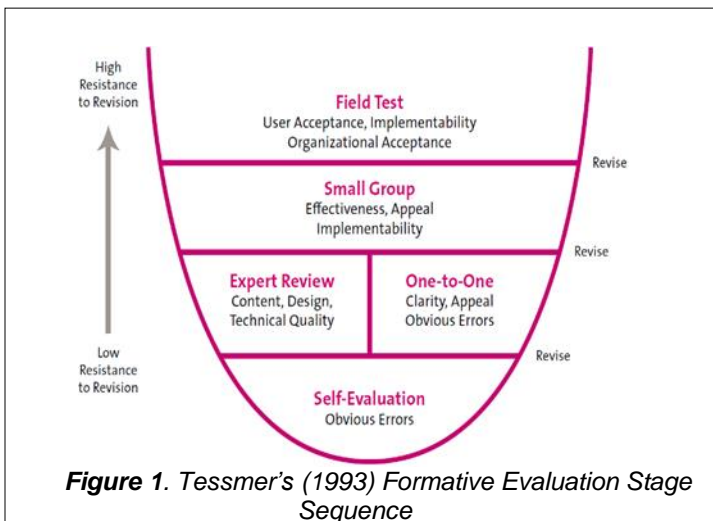 High
Resistance
to Revision
Field Test
User Acceptance, Implementability
Organizational Acceptance
Revise
Small Group
Effectiveness, Appeal
Implementability
Revise
Expert Review
Content, Design,
Technical Quality
One-to-One
Clarity, Appeal
Obvious Errors
Low
Resistance
to Revision
Revise
Self-Evaluation
Obvious Errors
Figure 1. Tessmer's (1993) Formative Evaluation Stage
Sequence